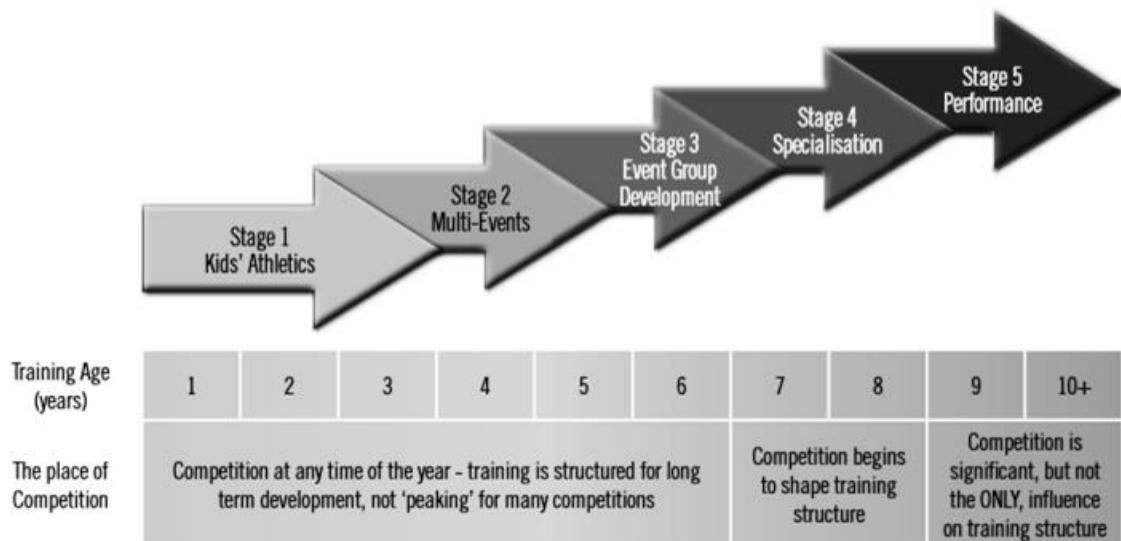 Stage 1
Kids' Athletics
Stage 2
Multi-Events
Stage 3
Event Group
Development
Stage 4
Specialisation
Stage 5
Performance
Training Age
(years)
1 2 3 4 5 6 7 8 9 10+
The place of
Competition
Competition at any time of the year – training is structured for long
term development, not 'peaking' for many competitions
Competition begins
to shape training
structure
Competition is
significant, but not
the ONLY, influence
on training structure